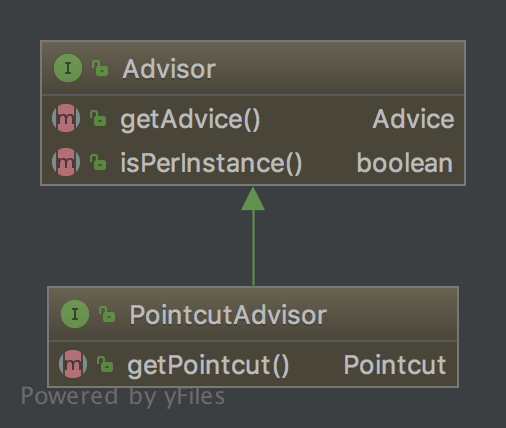 I Advisor
m getAdvice() Advice
m isPerInstance() boolean
I PointcutAdvisor
m getPointcut() Pointcut
Powered by yFiles